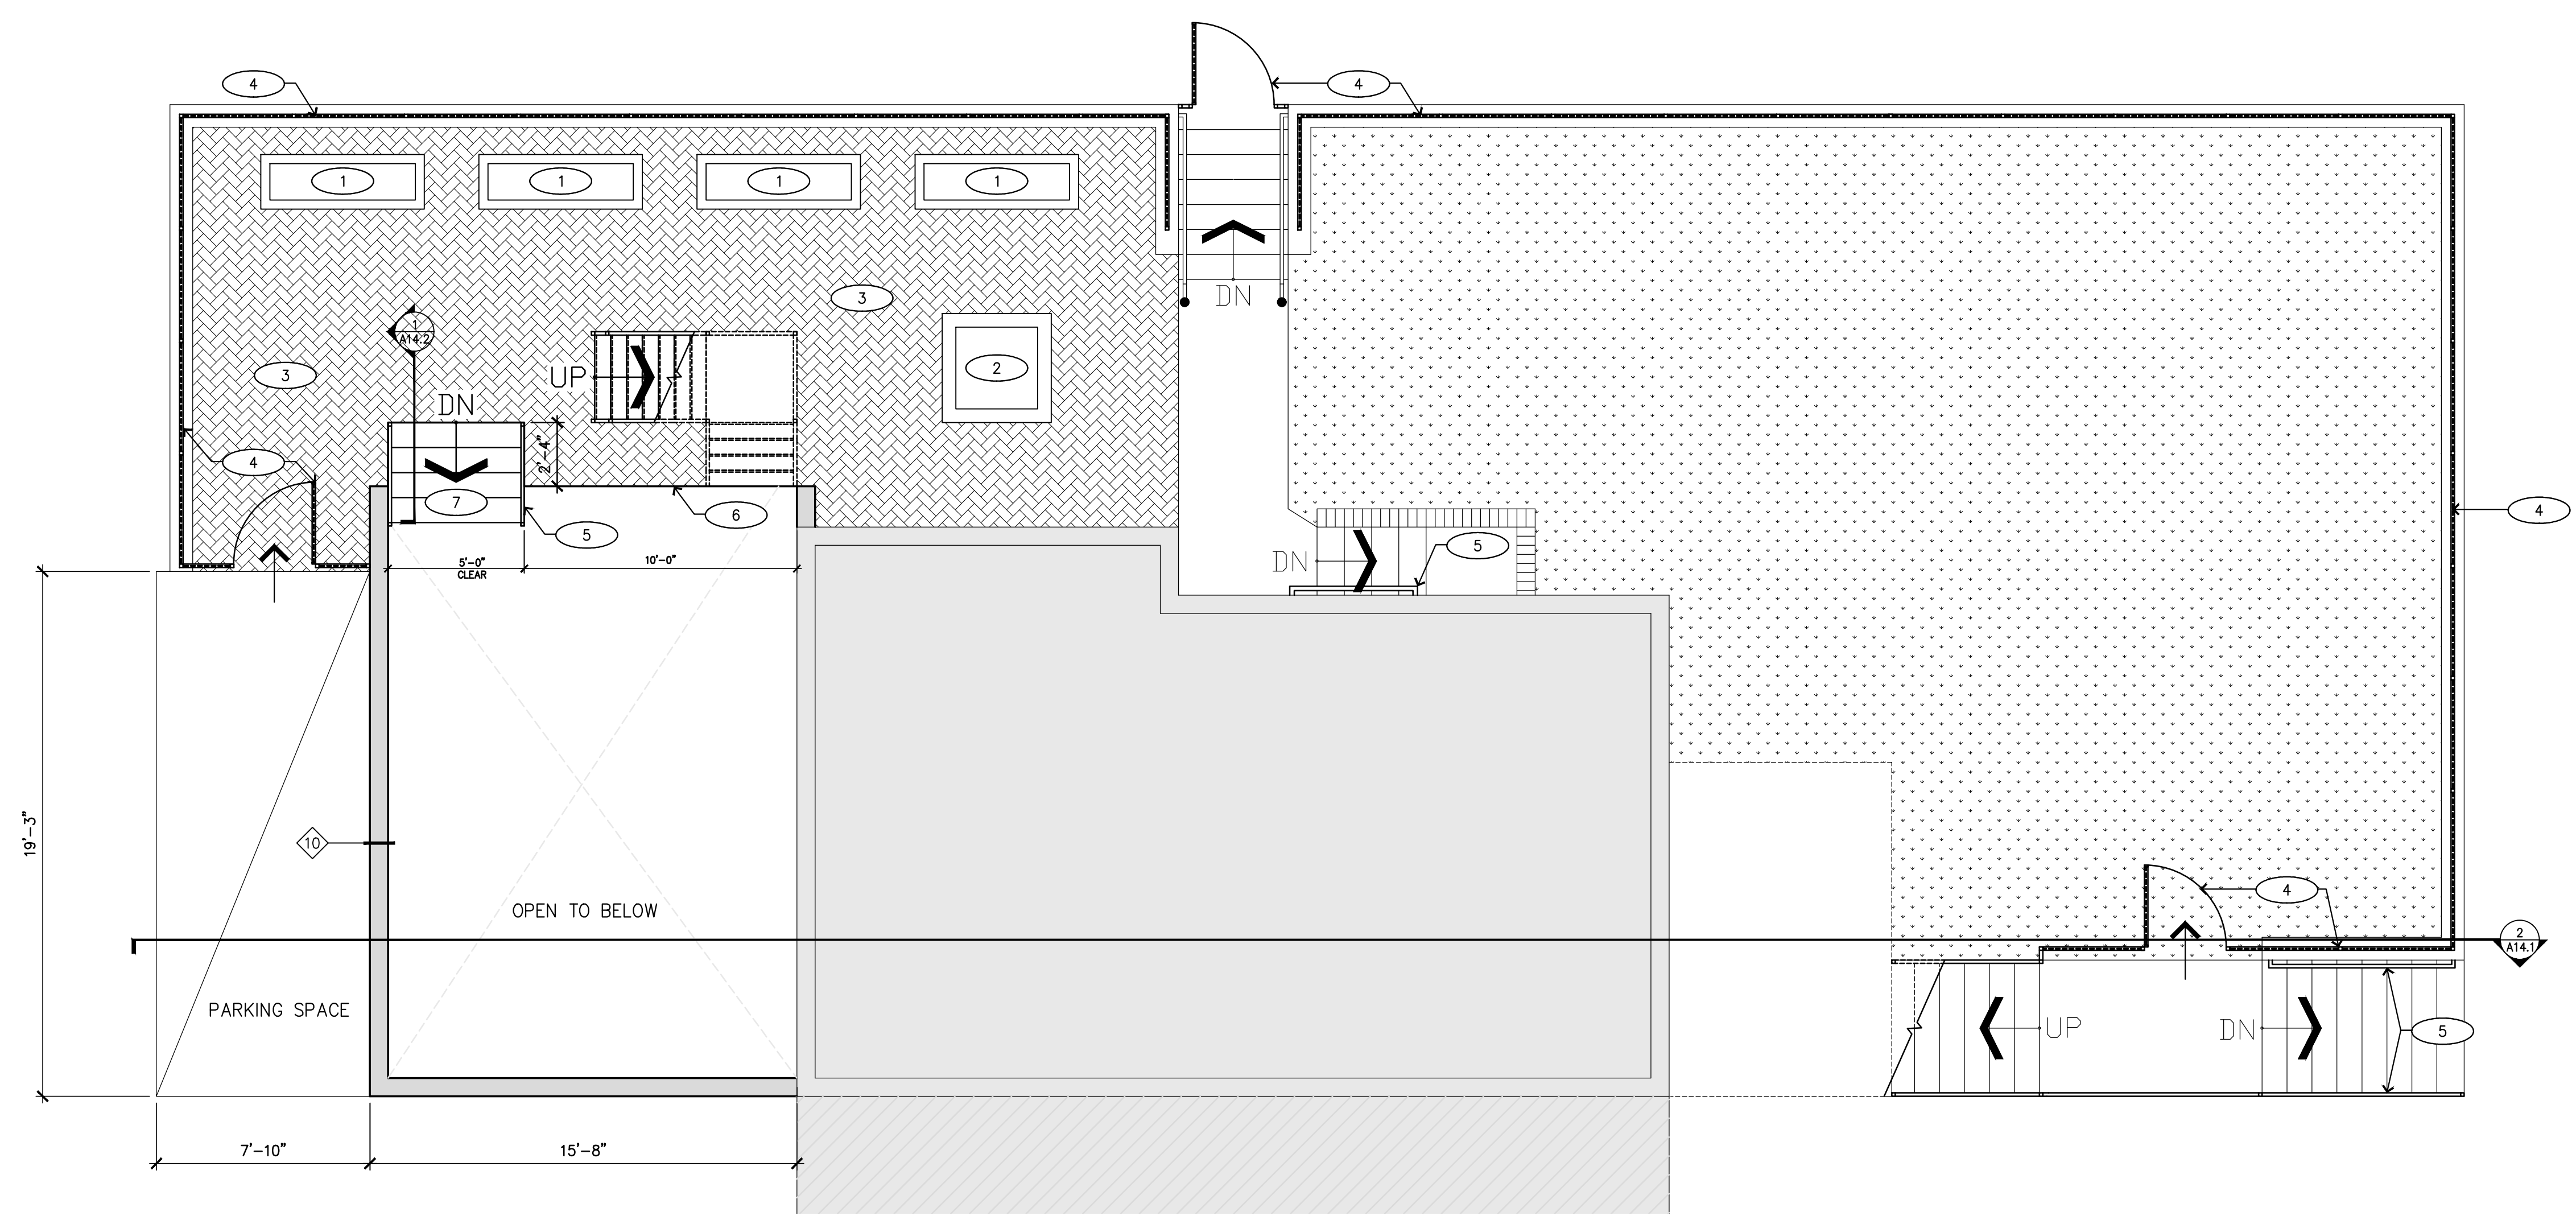 4
4
1
1
1
1
3
DN
1
A14.2
UP
2
3
DN
2'-4"
4
7
5
6
4
5
DN
5'-0"
CLEAR
10'-0"
19'-3"
10
OPEN TO BELOW
4
2
A14.1
PARKING SPACE
UP
DN
5
7'-10"
15'-8"